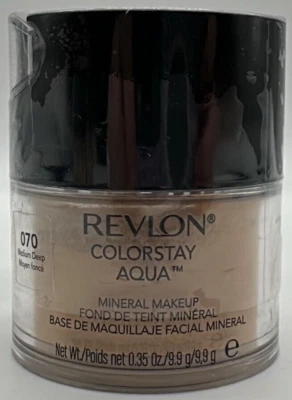 070
Medium Deep
Moyen foncé
REVLON®
COLORSTAY
AQUA™
MINERAL MAKEUP
FOND DE TEINT MINÉRAL
BASE DE MAQUILLAJE FACIAL MINERAL
Net Wt./Poids net 0.35 Oz./9.9 g/9,9 g e